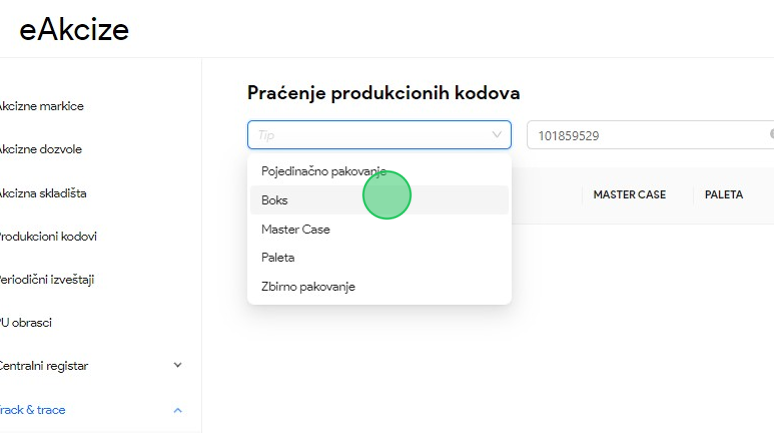 eAkcize
Praćenje produkcionih kodova
Akcizne markice
Akcizne dozvole
Akcizna skladišta
Produkcioni kodovi
Periodični izveštaji
PU obrasci
Centralni registar
Track & trace
Tip
101859529
Pojedinačno pakovanje
Boks
Master Case
Paleta
Zbirno pakovanje
MASTER CASE
PALETA